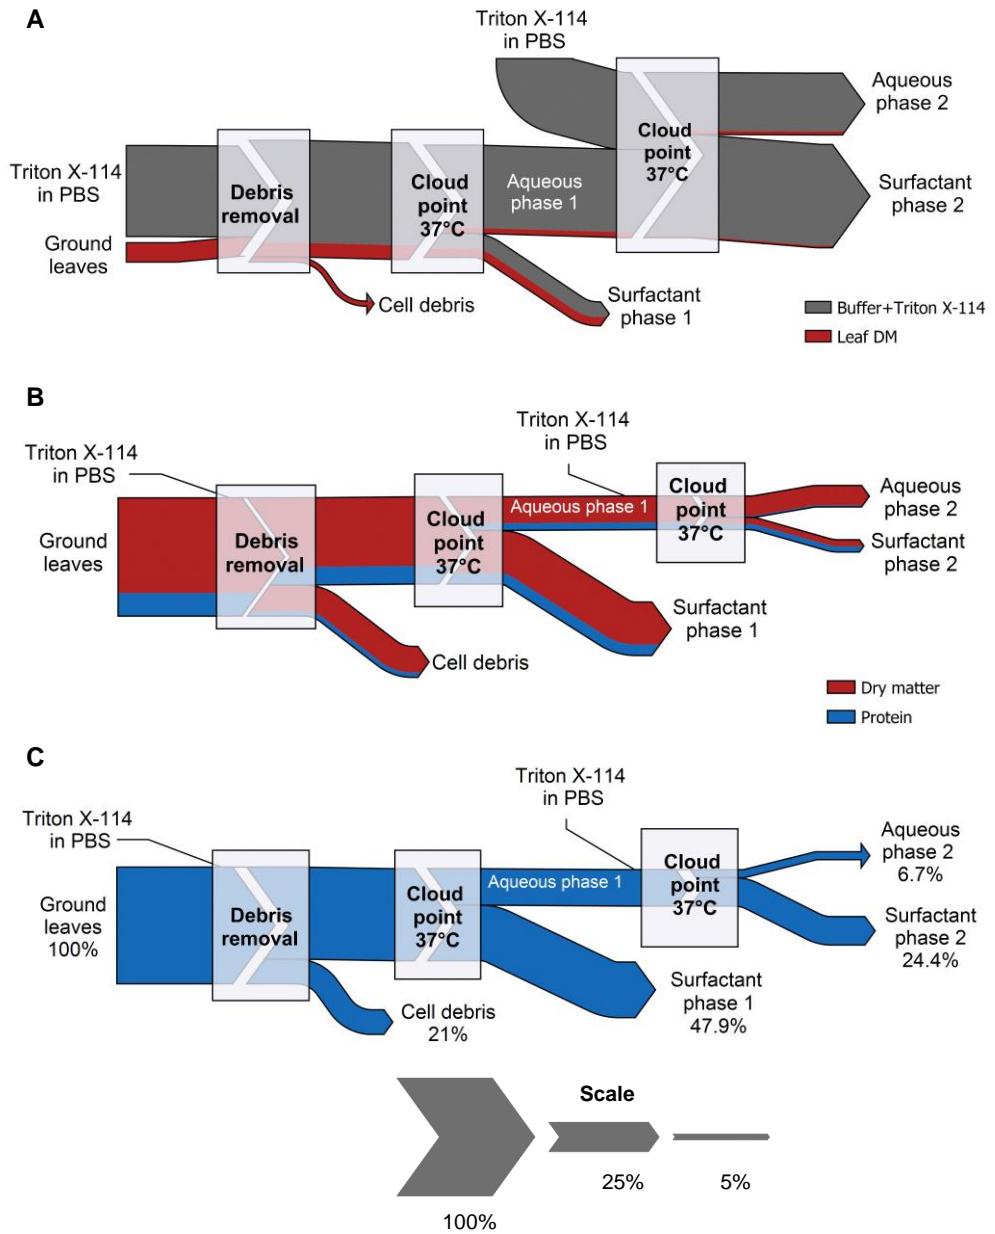 A
Triton X-114
in PBS
Aqueous
phase 2
Cloud
point
37°C
Triton X-114
in PBS
Debris
removal
Cloud
point
37°C
Aqueous
phase 1
Surfactant
phase 2
Ground
leaves
Cell debris
Surfactant
phase 1
Buffer+Triton X-114
Leaf DM
B
Triton X-114
in PBS
Triton X-114
in PBS
Ground
leaves
Debris
removal
Cloud
point
37°C
Aqueous phase 1
Cloud
point
37°C
Aqueous
phase 2
Surfactant
phase 2
Surfactant
phase 1
Cell debris
Dry matter
Protein
C
Triton X-114
in PBS
Triton X-114
in PBS
Ground
leaves
100%
Debris
removal
Cloud
point
37°C
Aqueous phase 1
Cloud
point
37°C
Aqueous
phase 2
6.7%
Surfactant
phase 2
24.4%
Surfactant
phase 1
47.9%
Cell debris
21%
Scale
25%
5%
100%